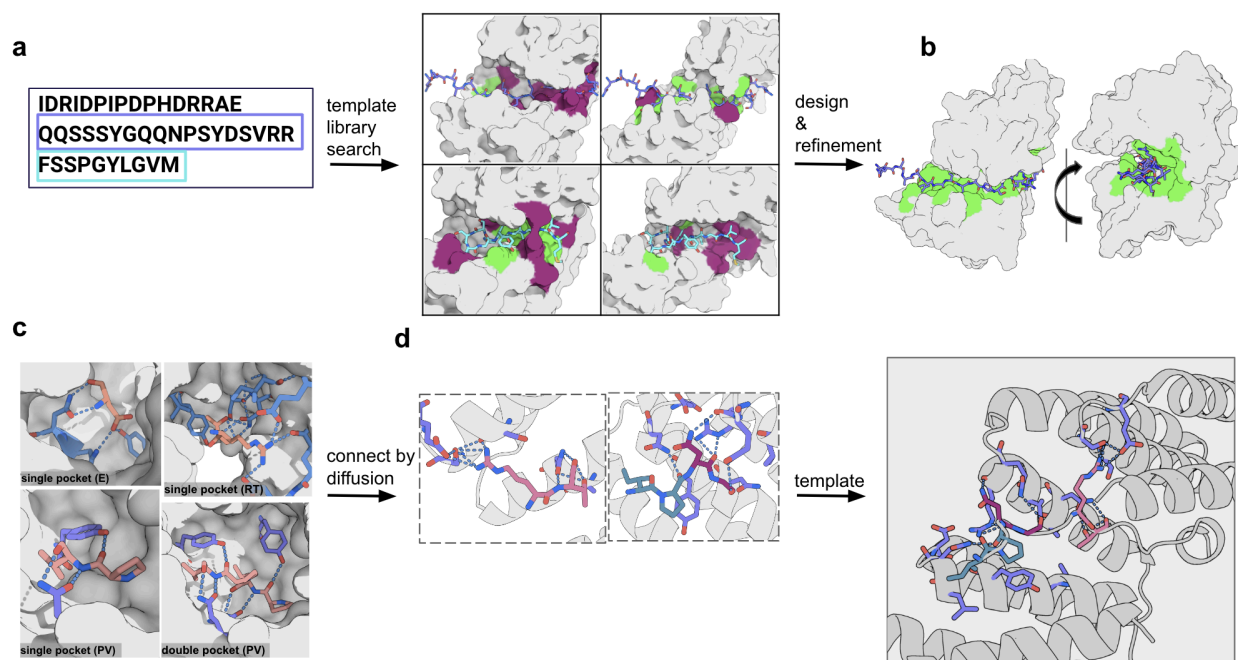 a
IDRIDPIPDPHDRRAE
QQSSSYGQQNPSYDSVRR
FSSPGYLGVM
template
library
search
design
&
refinement
b
c
single pocket (E)
single pocket (RT)
single pocket (PV)
double pocket (PV)
connect by
diffusion
d
template